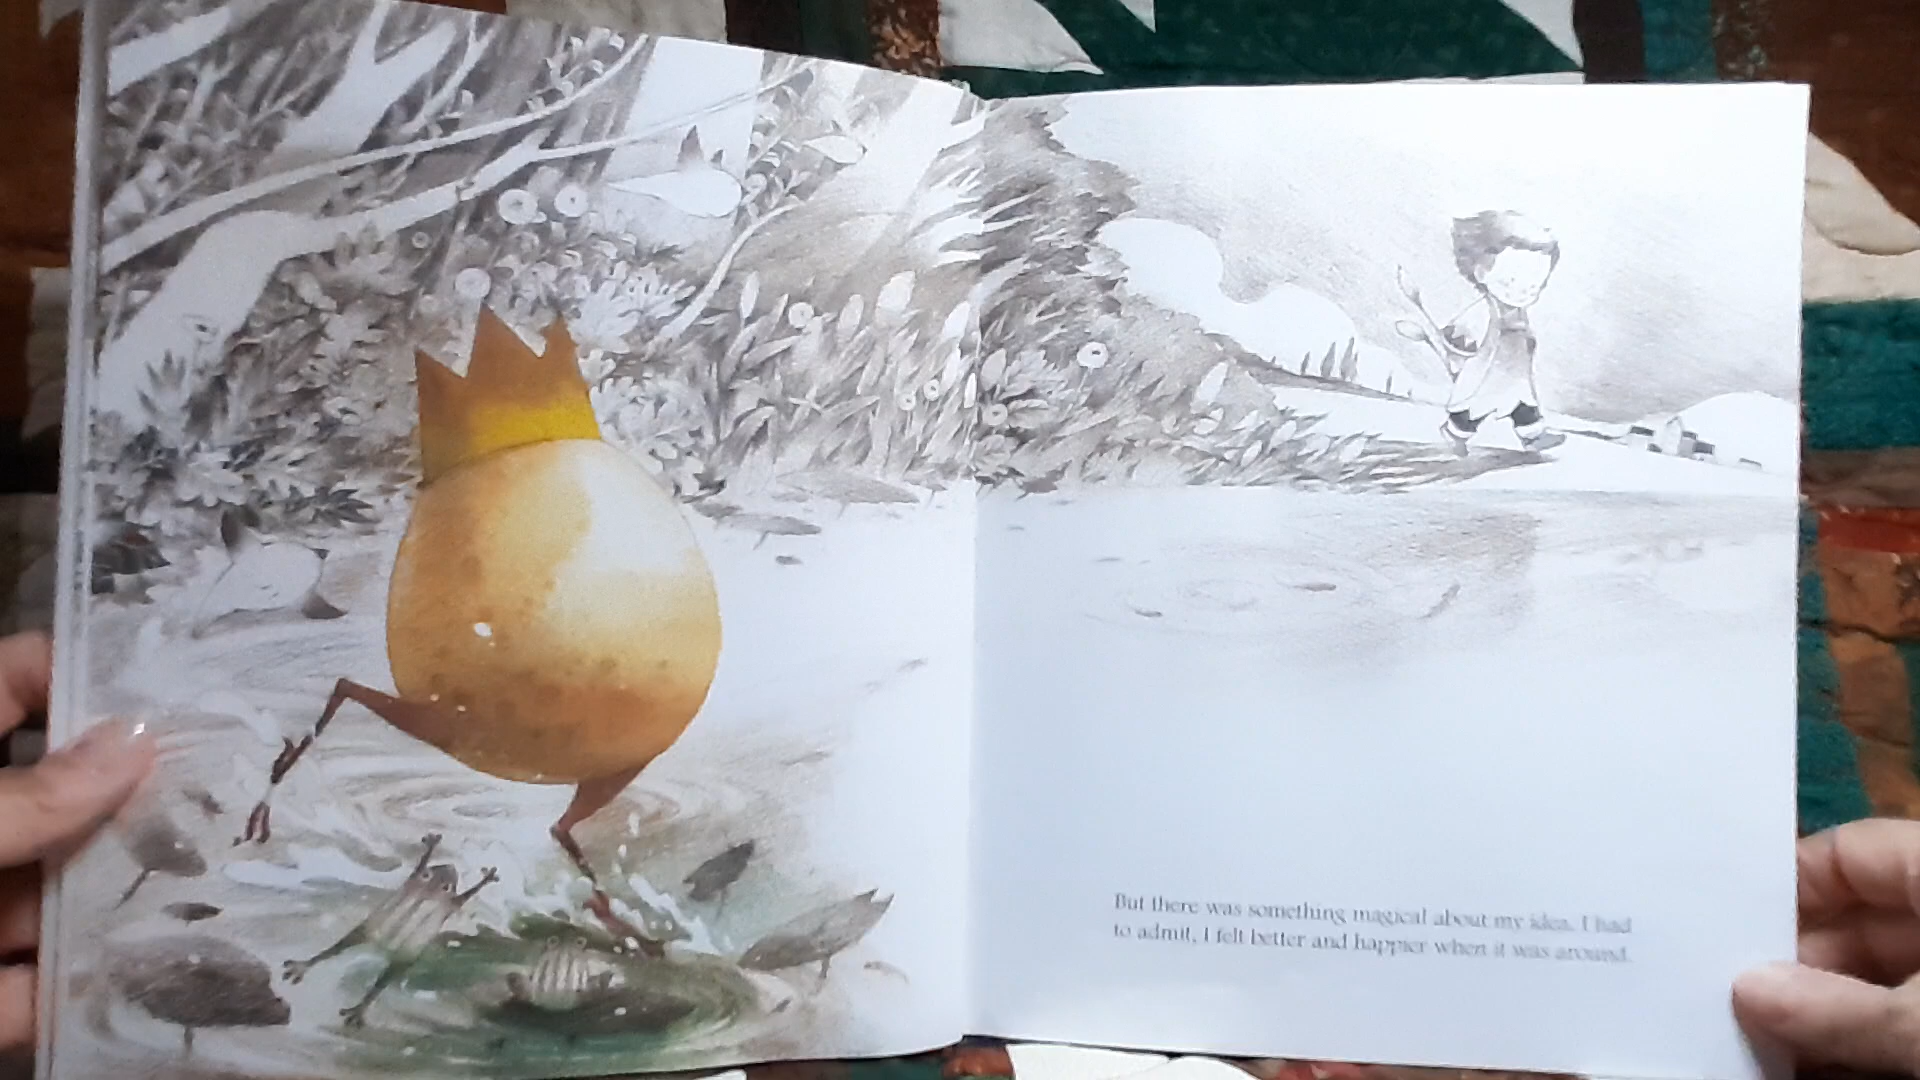 But there was something magical about my idea. I had
to admit, I felt better and happier when it was around.